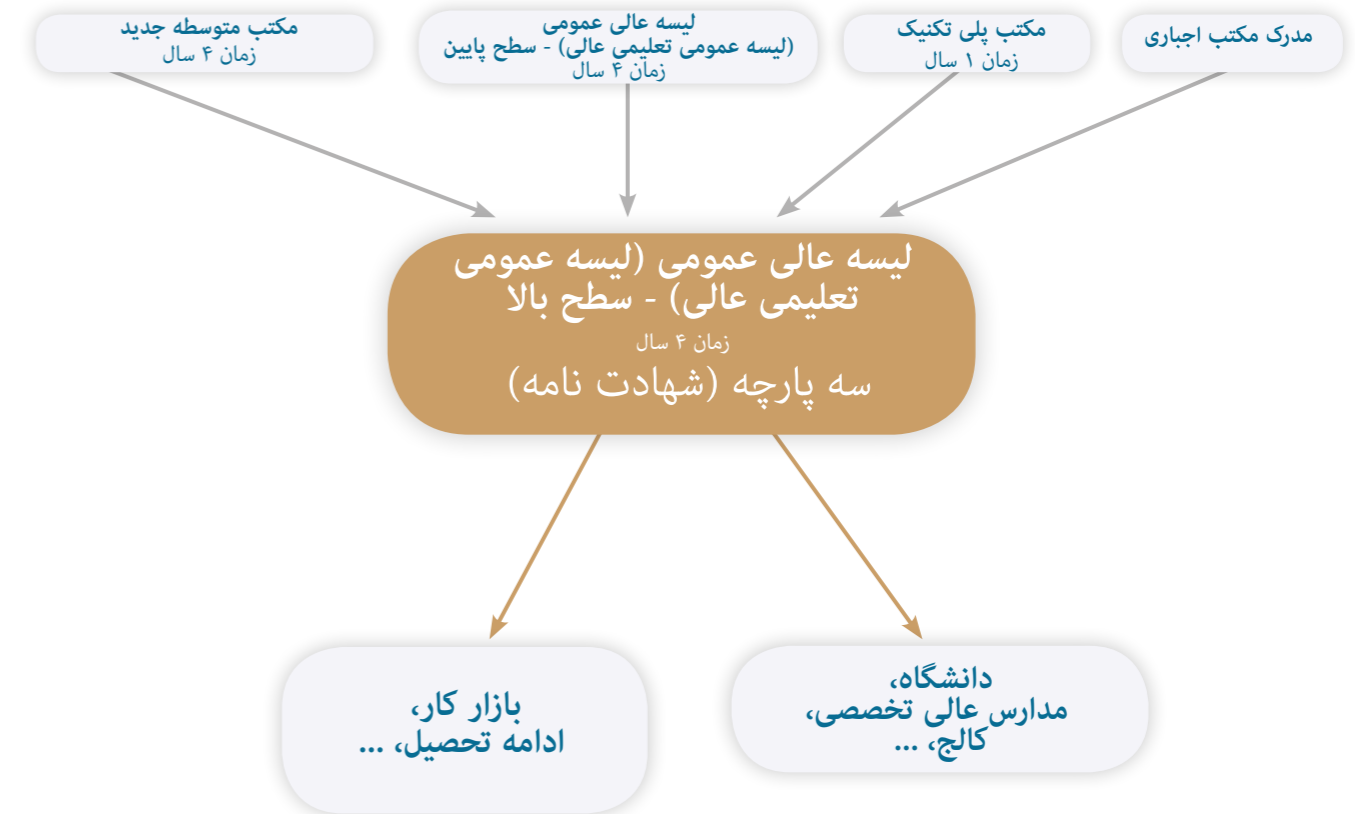 مدرک مکتب اجباری
مکتب پلی تکنیک
زمان ۱ سال
لیسه عالی عمومی
(لیسه عمومی تعلیمی عالی) - سطح پایین
زمان ۴ سال
مکتب متوسطه جدید
زمان ۴ سال
لیسه عالی عمومی (لیسه عمومی
تعلیمی عالی) - سطح بالا
زمان ۴ سال
سه پارچه (شهادت نامه)
دانشگاه،
مدارس عالی تخصصی،
کالج، ...
بازار کار،
ادامه تحصیل، ...